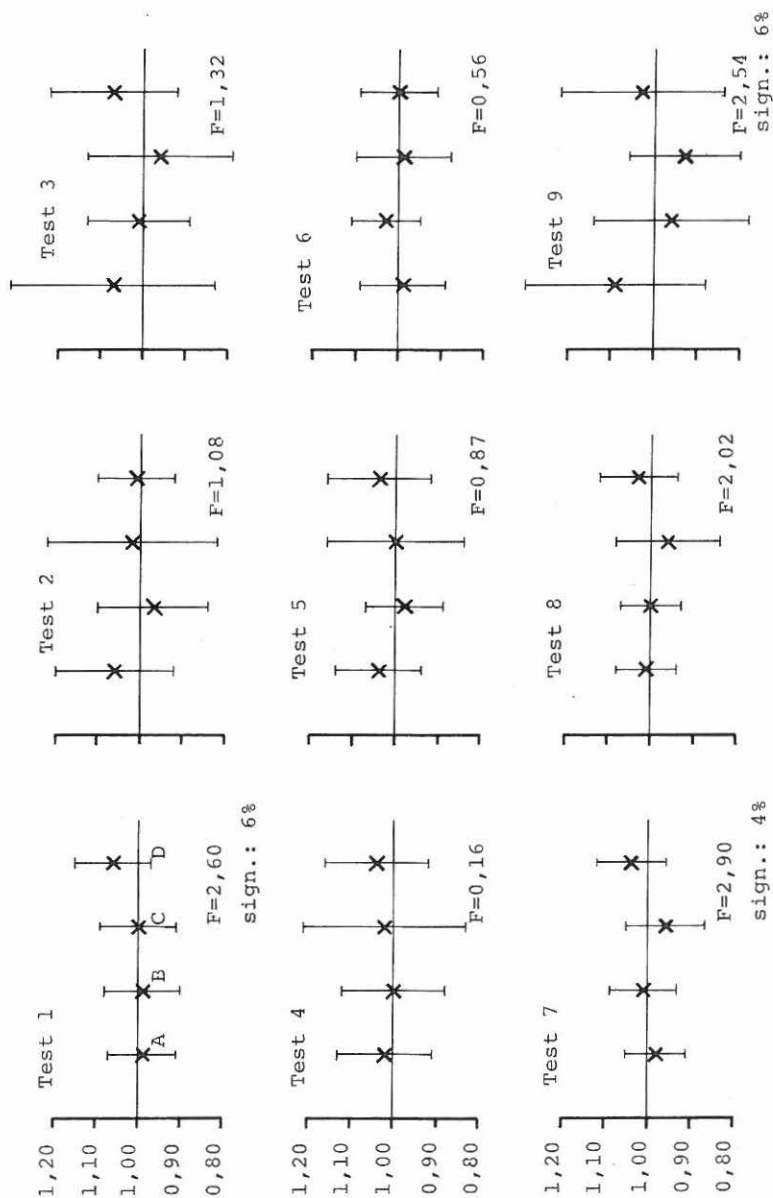 Test 1
Test 2
Test 3
1,20
1,10
1,00
0,90
0,80
A
B
C
D
F=2,60
sign.: 6%
F=1,08
F=1,32
Test 4
Test 5
Test 6
1,20
1,10
1,00
0,90
0,80
F=0,16
F=0,87
F=0,56
Test 7
Test 8
Test 9
1,20
1,10
1,00
0,90
0,80
F=2,90
sign.: 4%
F=2,02
F=2,54
sign.: 6%